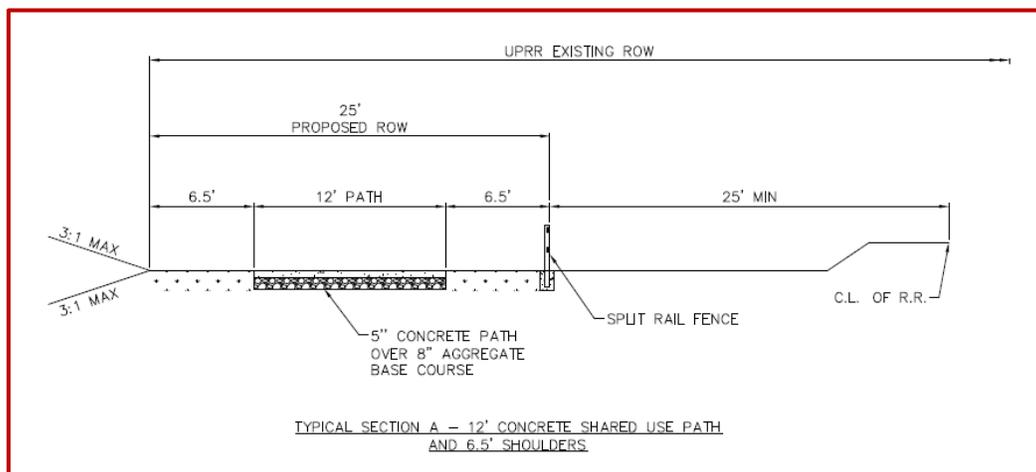 UPRR EXISTING ROW
25'
PROPOSED ROW
6.5'
12' PATH
6.5'
25' MIN
3:1 MAX
3:1 MAX
C.L. OF R.R.
SPLIT RAIL FENCE
5" CONCRETE PATH
OVER 8" AGGREGATE
BASE COURSE
TYPICAL SECTION A – 12' CONCRETE SHARED USE PATH
AND 6.5' SHOULDERS